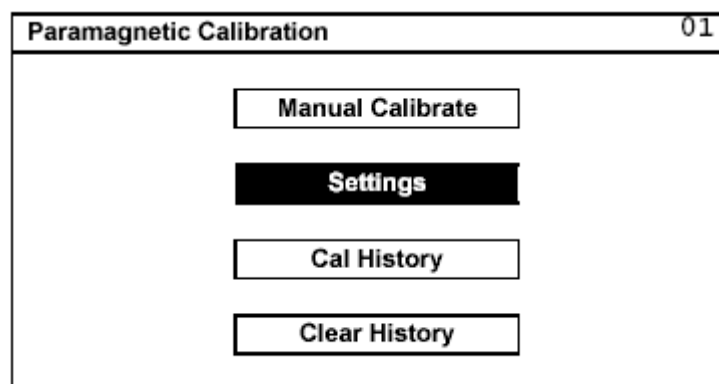 Paramagnetic Calibration 01
Manual Calibrate
Settings
Cal History
Clear History